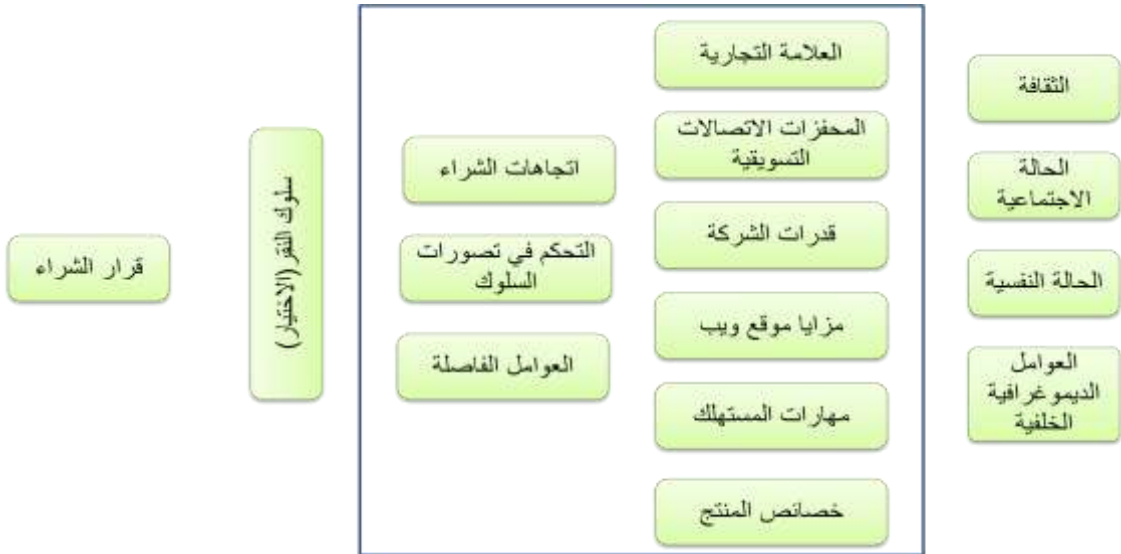 الثقافة
الحالة
الاجتماعية
الحالة النفسية
العوامل
الديموغرافية
الخلفية
العلامة التجارية
المحفزات الاتصالات
التسويقية
قدرات الشركة
مزايا موقع ويب
مهارات المستهلك
خصائص المنتج
اتجاهات الشراء
التحكم في تصورات
السلوك
العوامل الفاصلة
سلوك النقر(الاختيار)
قرار الشراء